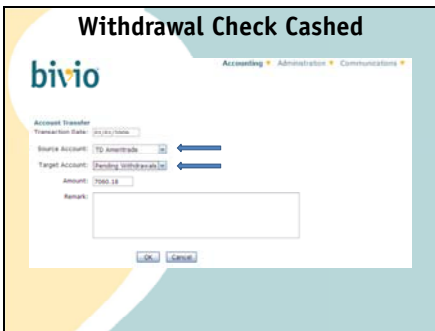 Withdrawal Check Cashed
bivio
Accounting Administration Communications
Account Transfer
Transaction Date:
Source Account: TD Ameritrade
Target Account: Pending Withdrawals
Amount: 7060.18
Remark:
OK Cancel